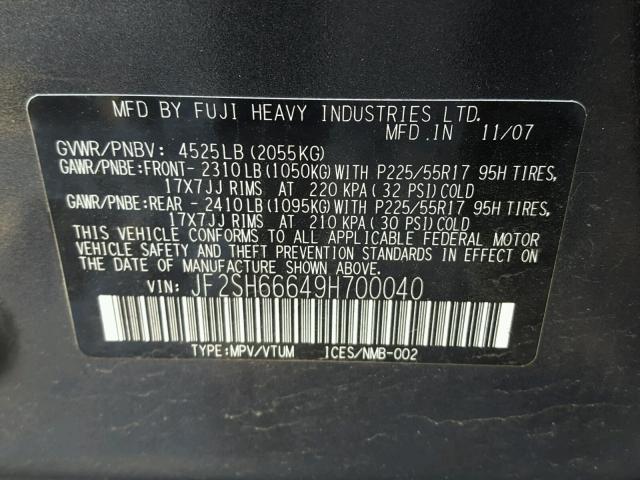 MFD BY FUJI HEAVY INDUSTRIES LTD.
MFD.IN 11/07
GVWR/PNBV: 4525LB(2055KG)
GAWR/PNBE:FRONT- 2310LB(1050KG)WITH P225/55R17 95H TIRES,
17X7JJ RIMS AT 220 KPA(32 PSI)COLD
GAWR/PNBE:REAR - 2410LB(1095KG)WITH P225/55R17 95H TIRES,
17X7JJ RIMS AT 210 KPA(30 PSI)COLD
THIS VEHICLE CONFORMS TO ALL APPLICABLE FEDERAL MOTOR
VEHICLE SAFETY AND THEFT PREVENTION STANDARDS IN EFFECT ON
THE DATE OF MANUFACTURE SHOWN ABOVE.
VIN: JF2SH66649H700040
TYPE:MPV/VTUM ICES/NMB-002